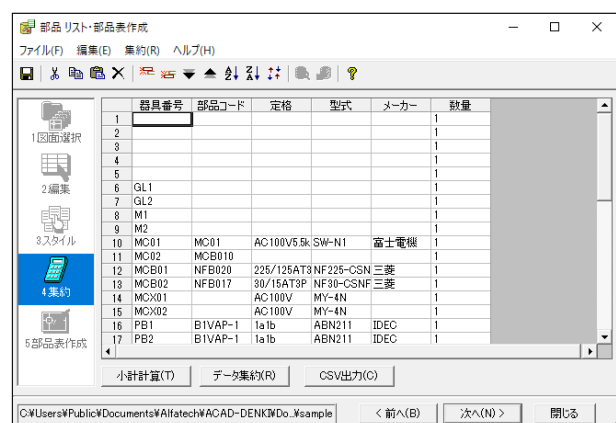 部品 リスト・部品表作成
ファイル(F) 編集(E) 集約(R) ヘルプ(H)
器具番号 部品コード 定格 型式 メーカー 数量
1 1
2 1
3 1
4 1
5 1
6 GL1 1
7 GL2 1
8 M1 1
9 M2 1
10 MC01 MC01 AC100V5.5k SW-N1 富士電機 1
11 MC02 MCB010 1
12 MCB01 NFB020 225/125AT3 NF225-CSN 三菱 1
13 MCB02 NFB017 30/15AT3P NF30-CSNF 三菱 1
14 MCX01 AC100V MY-4N 1
15 MCX02 AC100V MY-4N 1
16 PB1 B1VAP-1 1a1b ABN211 IDEC 1
17 PB2 B1VAP-1 1a1b ABN211 IDEC 1
1図面選択
2.編集
3.スタイル
4.集約
5部品表作成
小計計算(T) データ集約(R) CSV出力(C)
C:¥Users¥Public¥Documents¥Alfatech¥ACAD-DENKI¥Do..¥sample
< 前へ(B) 次へ(N) > 閉じる